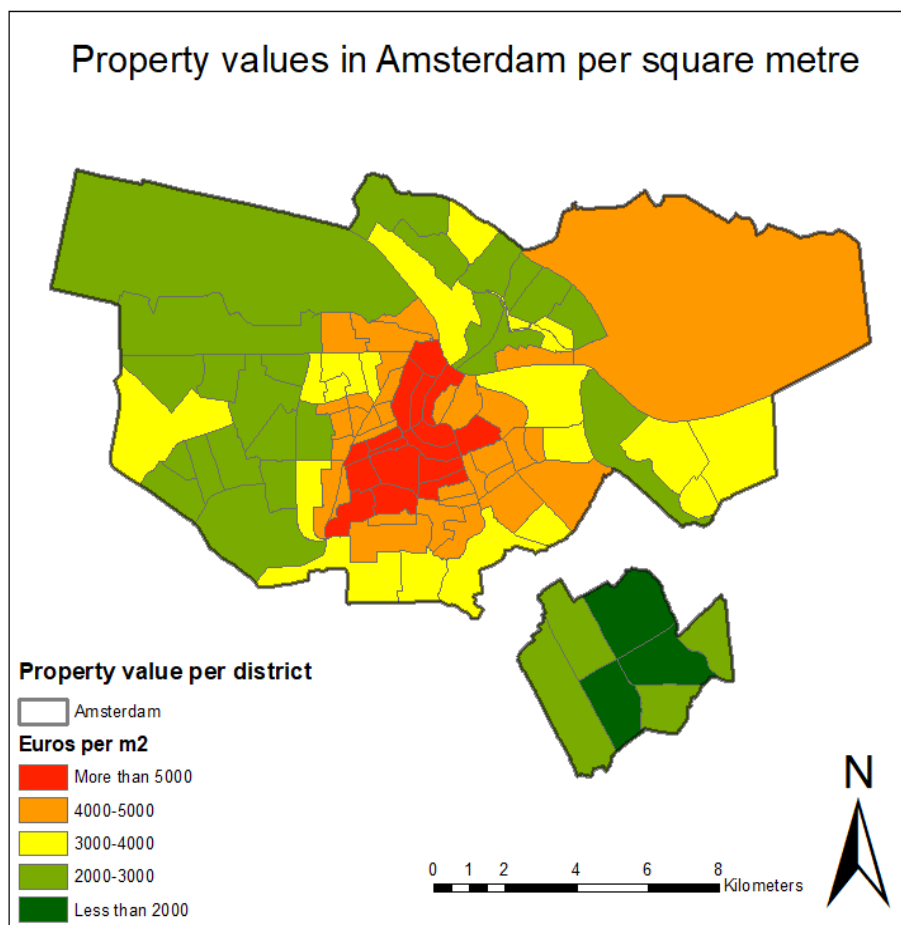 Property values in Amsterdam per square metre
Property value per district
Amsterdam
Euros per m2
More than 5000
4000-5000
3000-4000
2000-3000
Less than 2000
0 1 2 4 6 8
Kilometers
N